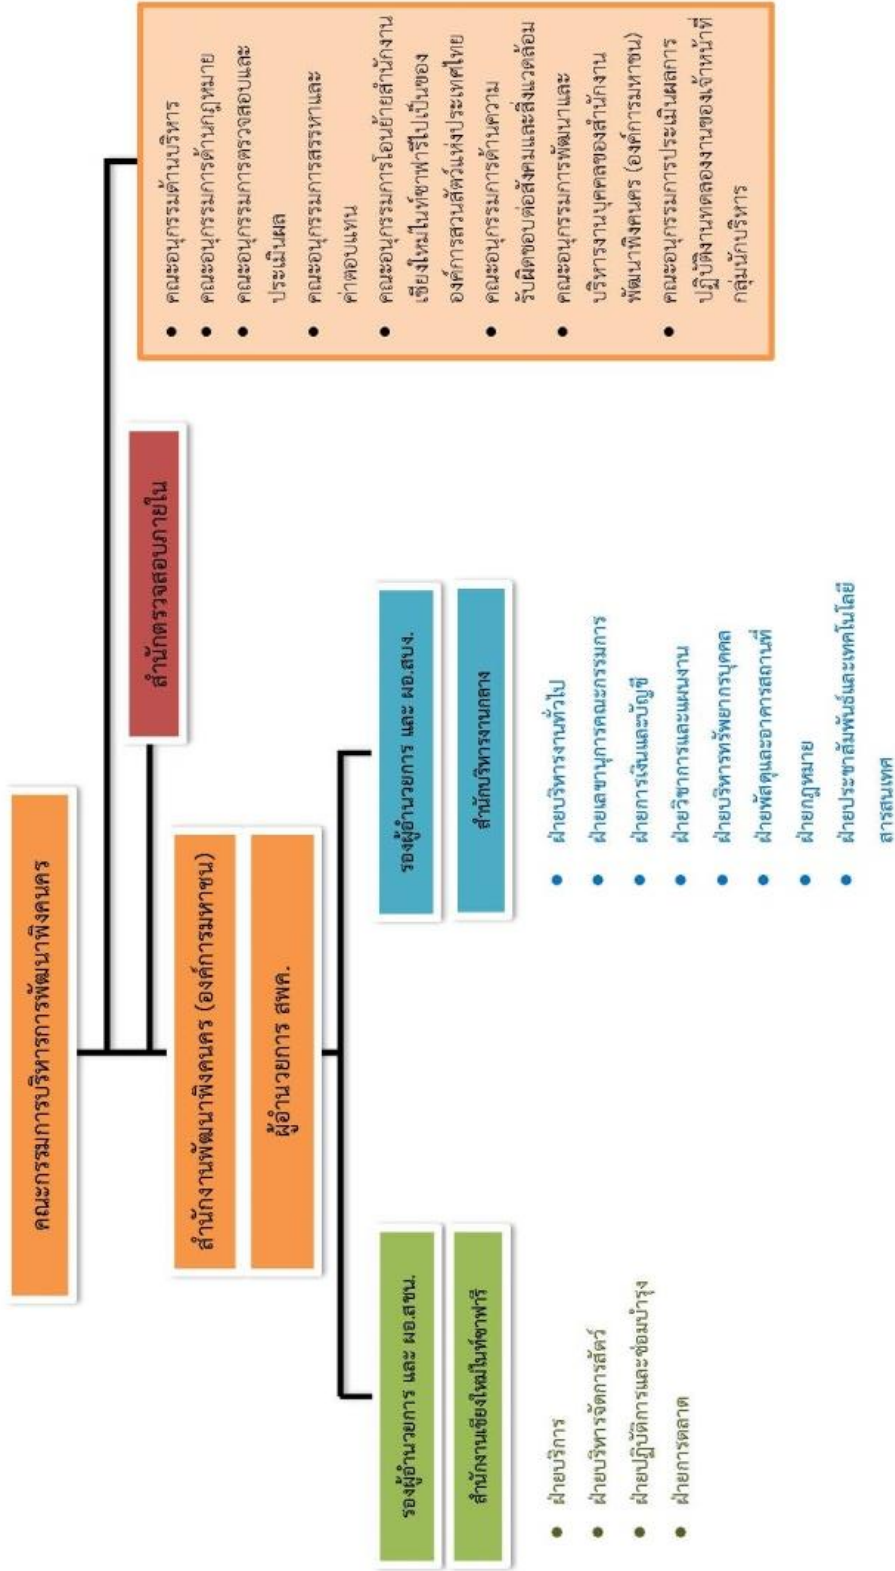 คณะกรรมการบริหารการพัฒนาพิงคนคร
สำนักตรวจสอบภายใน
สำนักงานพัฒนาพิงคนคร (องค์การมหาชน)
ผู้อำนวยการ สพค.
รองผู้อำนวยการ และ ผอ.สชน.
สำนักงานเชียงใหม่ไนท์ซาฟารี
● ฝ่ายบริการ
● ฝ่ายบริหารจัดการสัตว์
● ฝ่ายปฏิบัติการและซ่อมบำรุง
● ฝ่ายการตลาด
รองผู้อำนวยการ และ ผอ.สบง.
สำนักบริหารงานกลาง
● ฝ่ายบริหารงานทั่วไป
● ฝ่ายเลขานุการคณะกรรมการ
● ฝ่ายการเงินและบัญชี
● ฝ่ายวิชาการและแผนงาน
● ฝ่ายบริหารทรัพยากรบุคคล
● ฝ่ายพัสดุและอาคารสถานที่
● ฝ่ายกฎหมาย
● ฝ่ายประชาสัมพันธ์และเทคโนโลยี
สารสนเทศ
● คณะอนุกรรมด้านบริหาร
● คณะอนุกรรมการด้านกฎหมาย
● คณะอนุกรรมการตรวจสอบและ
ประเมินผล
● คณะอนุกรรมการสรรหาและ
ค่าตอบแทน
● คณะอนุกรรมการโอนย้ายสำนักงาน
เชียงใหม่ไนท์ซาฟารีไปเป็นของ
องค์การสวนสัตว์แห่งประเทศไทย
● คณะอนุกรรมการด้านความ
รับผิดชอบต่อสังคมและสิ่งแวดล้อม
● คณะอนุกรรมการพัฒนาและ
บริหารงานบุคคลของสำนักงาน
พัฒนาพิงคนคร (องค์การมหาชน)
● คณะอนุกรรมการประเมินผลการ
ปฏิบัติงานทดลองงานของเจ้าหน้าที่
กลุ่มนักบริหาร